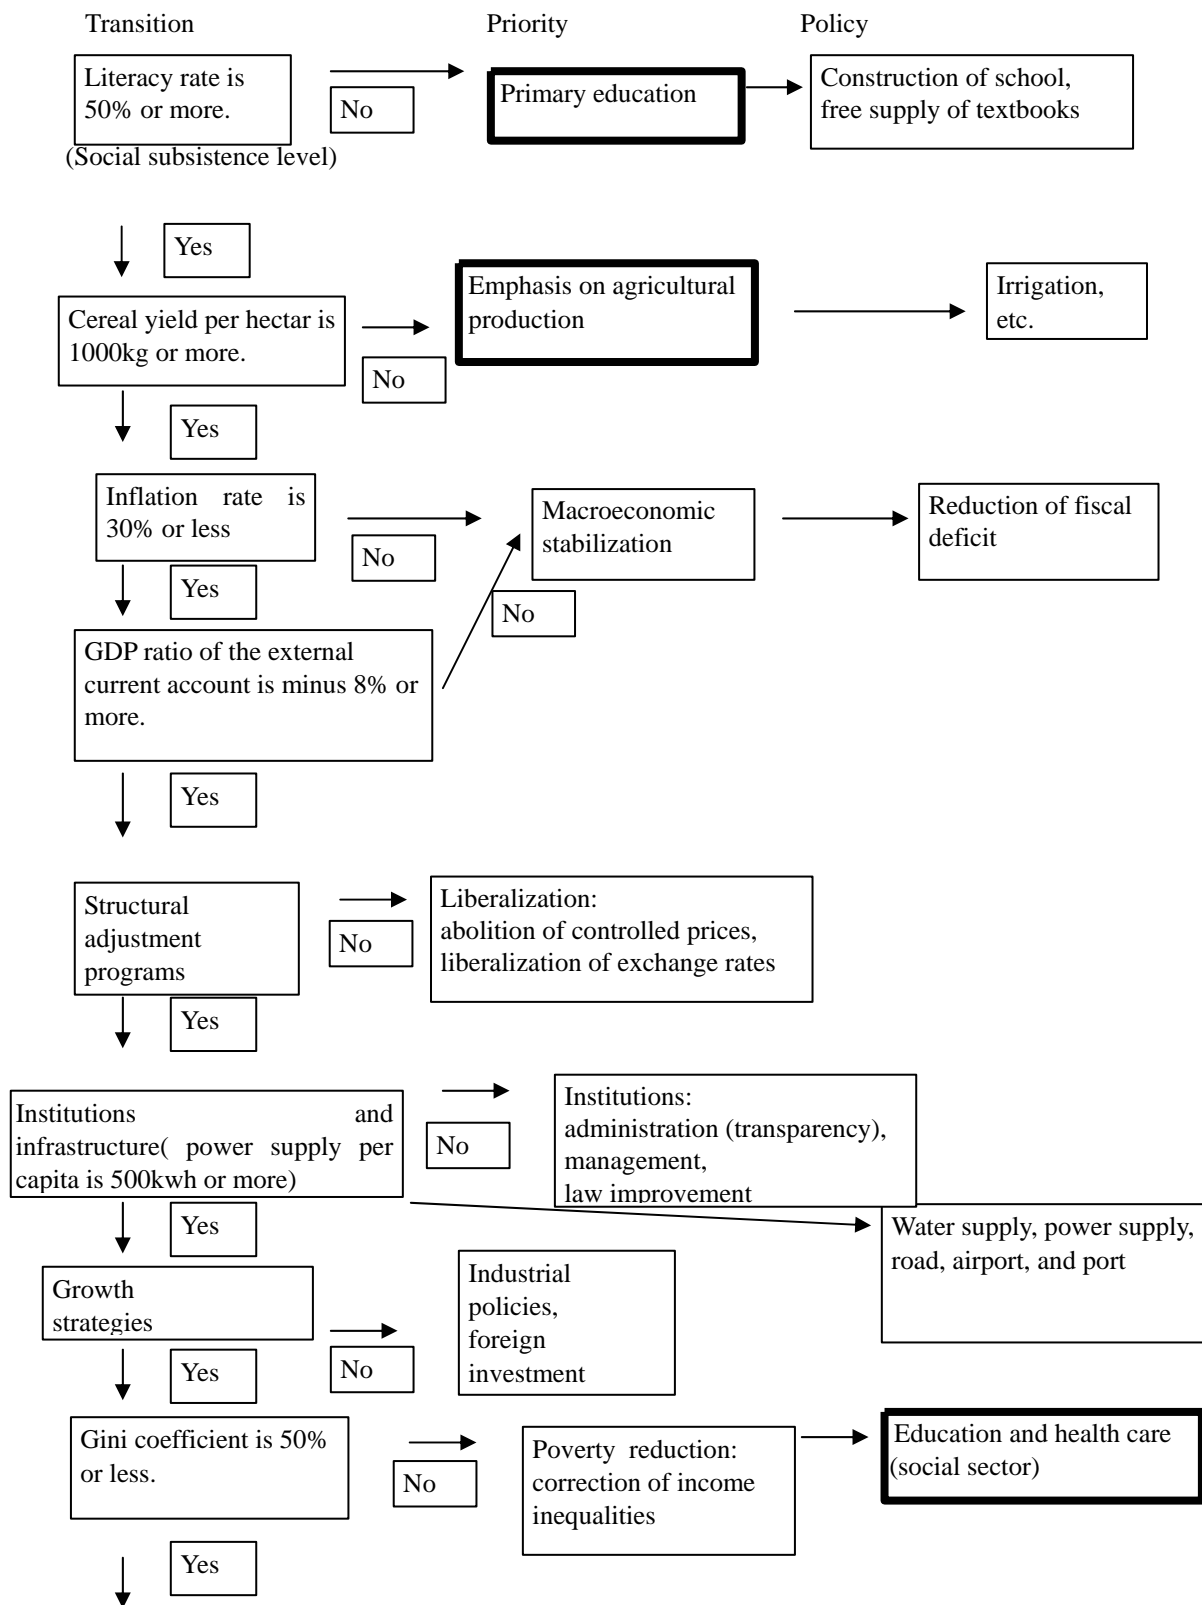 Transition
Priority
Policy
Literacy rate is
50% or more.
(Social subsistence level)
No
Primary education
Construction of school,
free supply of textbooks
Yes
Cereal yield per hectar is
1000kg or more.
No
Emphasis on agricultural
production
Irrigation,
etc.
Yes
Inflation rate is
30% or less
No
Macroeconomic
stabilization
Reduction of fiscal
deficit
Yes
No
GDP ratio of the external
current account is minus 8% or
more.
Yes
Structural
adjustment
programs
No
Liberalization:
abolition of controlled prices,
liberalization of exchange rates
Yes
Institutions and
infrastructure( power supply per
capita is 500kwh or more)
No
Institutions:
administration (transparency),
management,
law improvement
Water supply, power supply,
road, airport, and port
Yes
Growth
strategies
No
Industrial
policies,
foreign
investment
Yes
Gini coefficient is 50%
or less.
No
Poverty reduction:
correction of income
inequalities
Education and health care
(social sector)
Yes